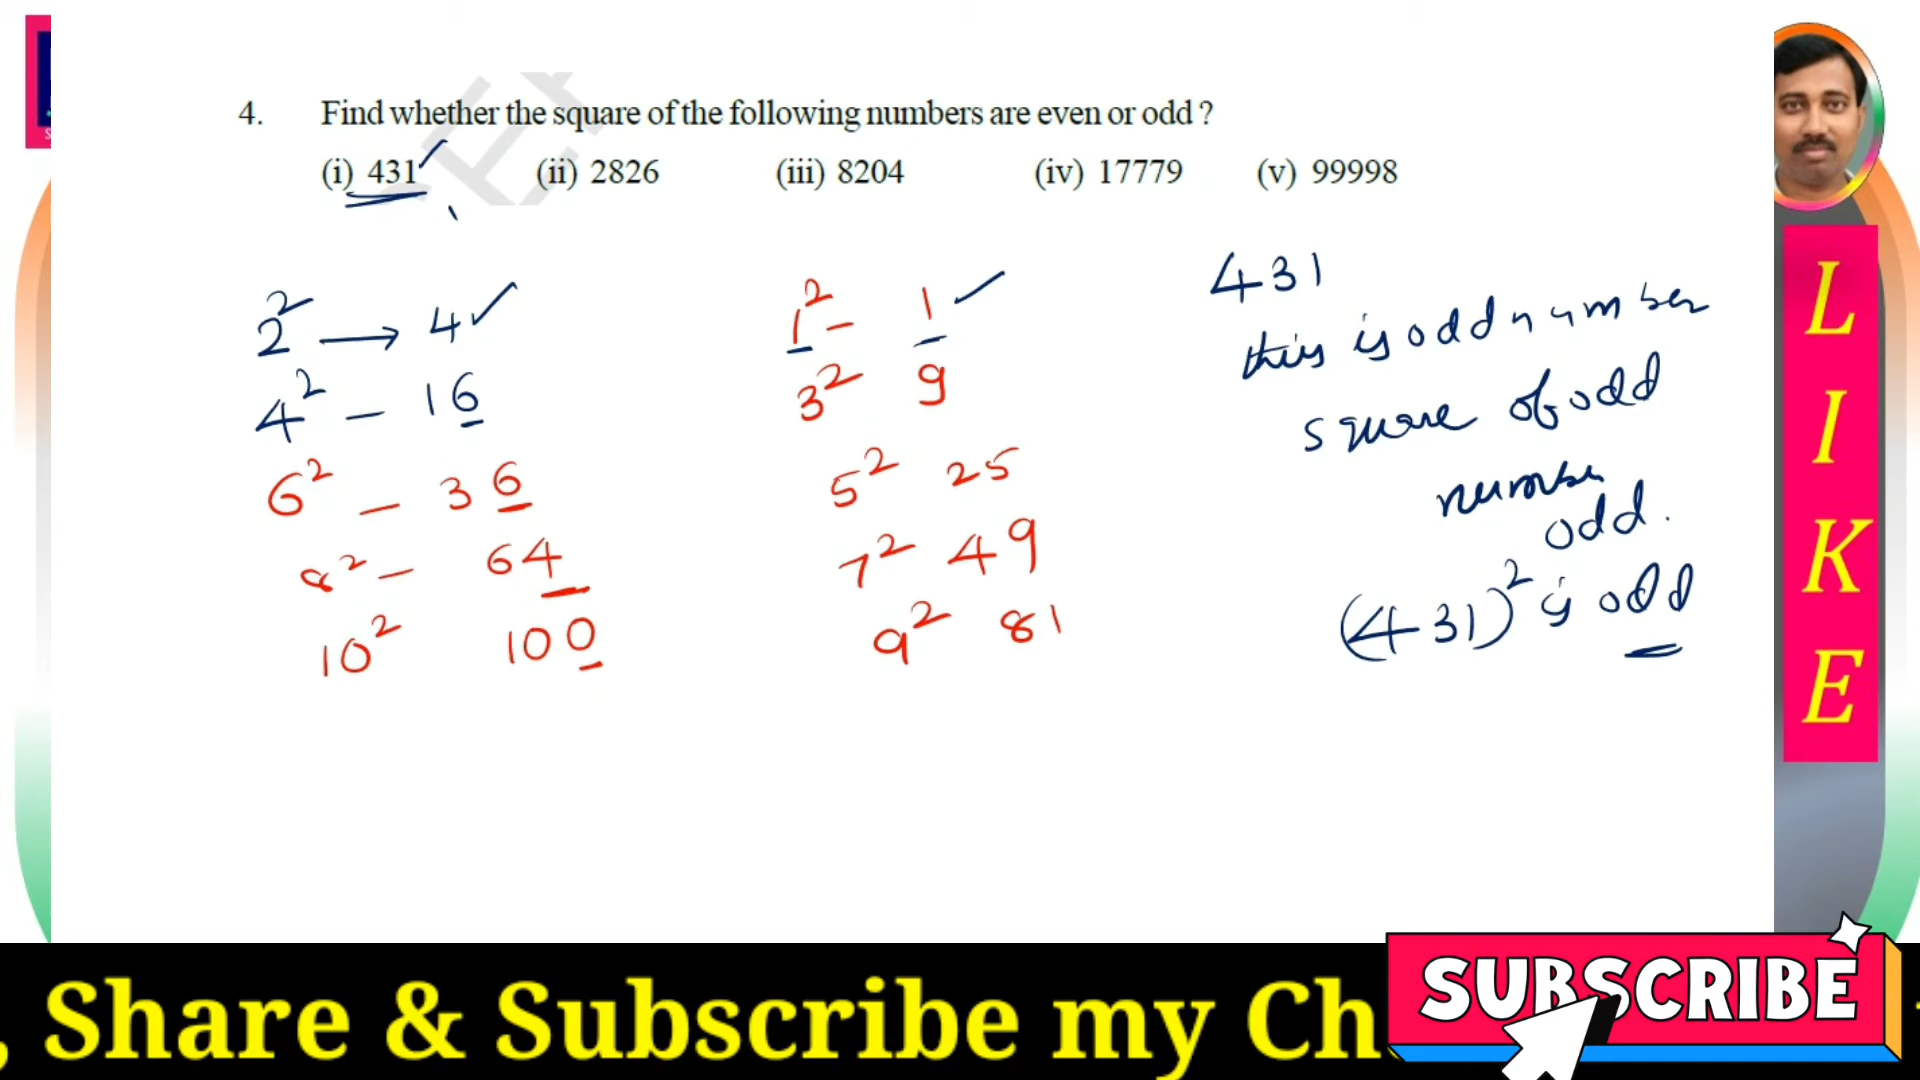 4. Find whether the square of the following numbers are even or odd ?
(i) 431 (ii) 2826 (iii) 8204 (iv) 17779 (v) 99998
2² → 4
4² - 16
6² - 36
8² - 64
10² 100
1² - 1
3² 9
5² 25
7² 49
9² 81
431
this is odd number
square of odd
number
odd.
(431)² is odd
LIKE
, Share & Subscribe my Ch
SUBSCRIBE